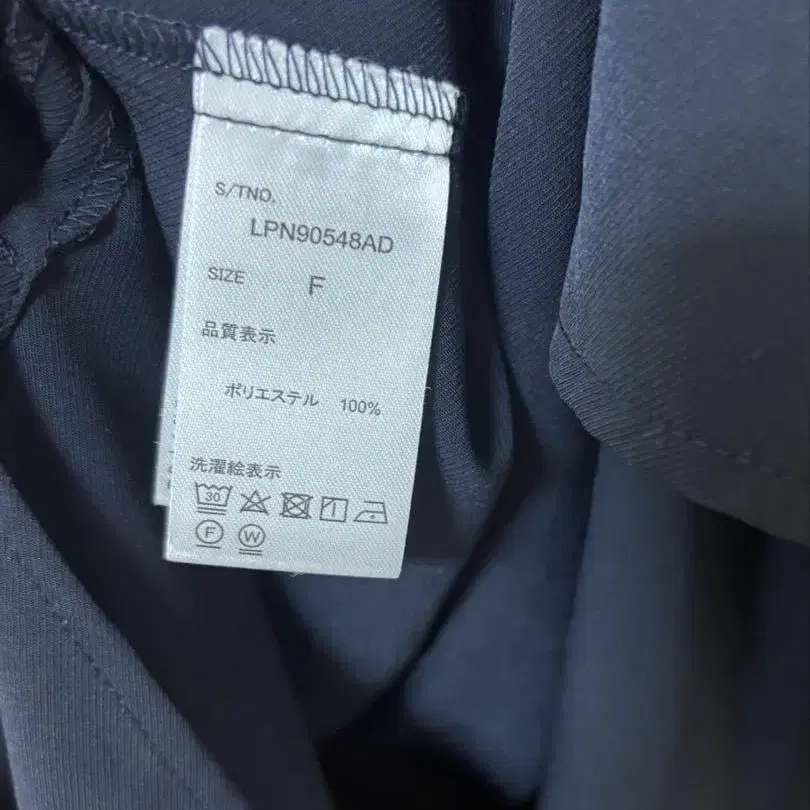 S/TNO.
LPN90548AD
SIZE F
品質表示
ポリエステル 100%
洗濯絵表示
30
F W